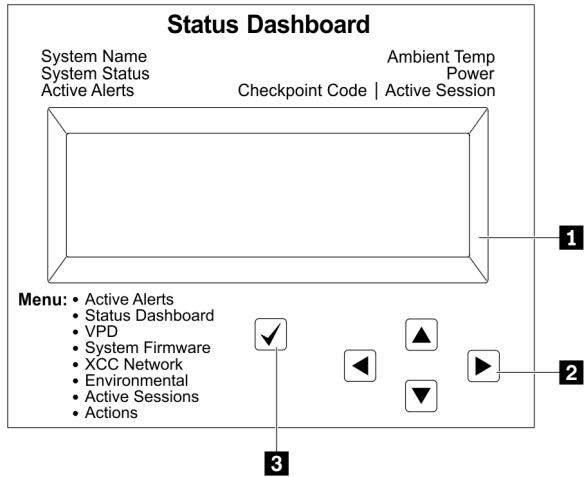 Status Dashboard
System Name
System Status
Active Alerts
Ambient Temp
Power
Checkpoint Code | Active Session
1
Menu: • Active Alerts
• Status Dashboard
• VPD
• System Firmware
• XCC Network
• Environmental
• Active Sessions
• Actions
2
3